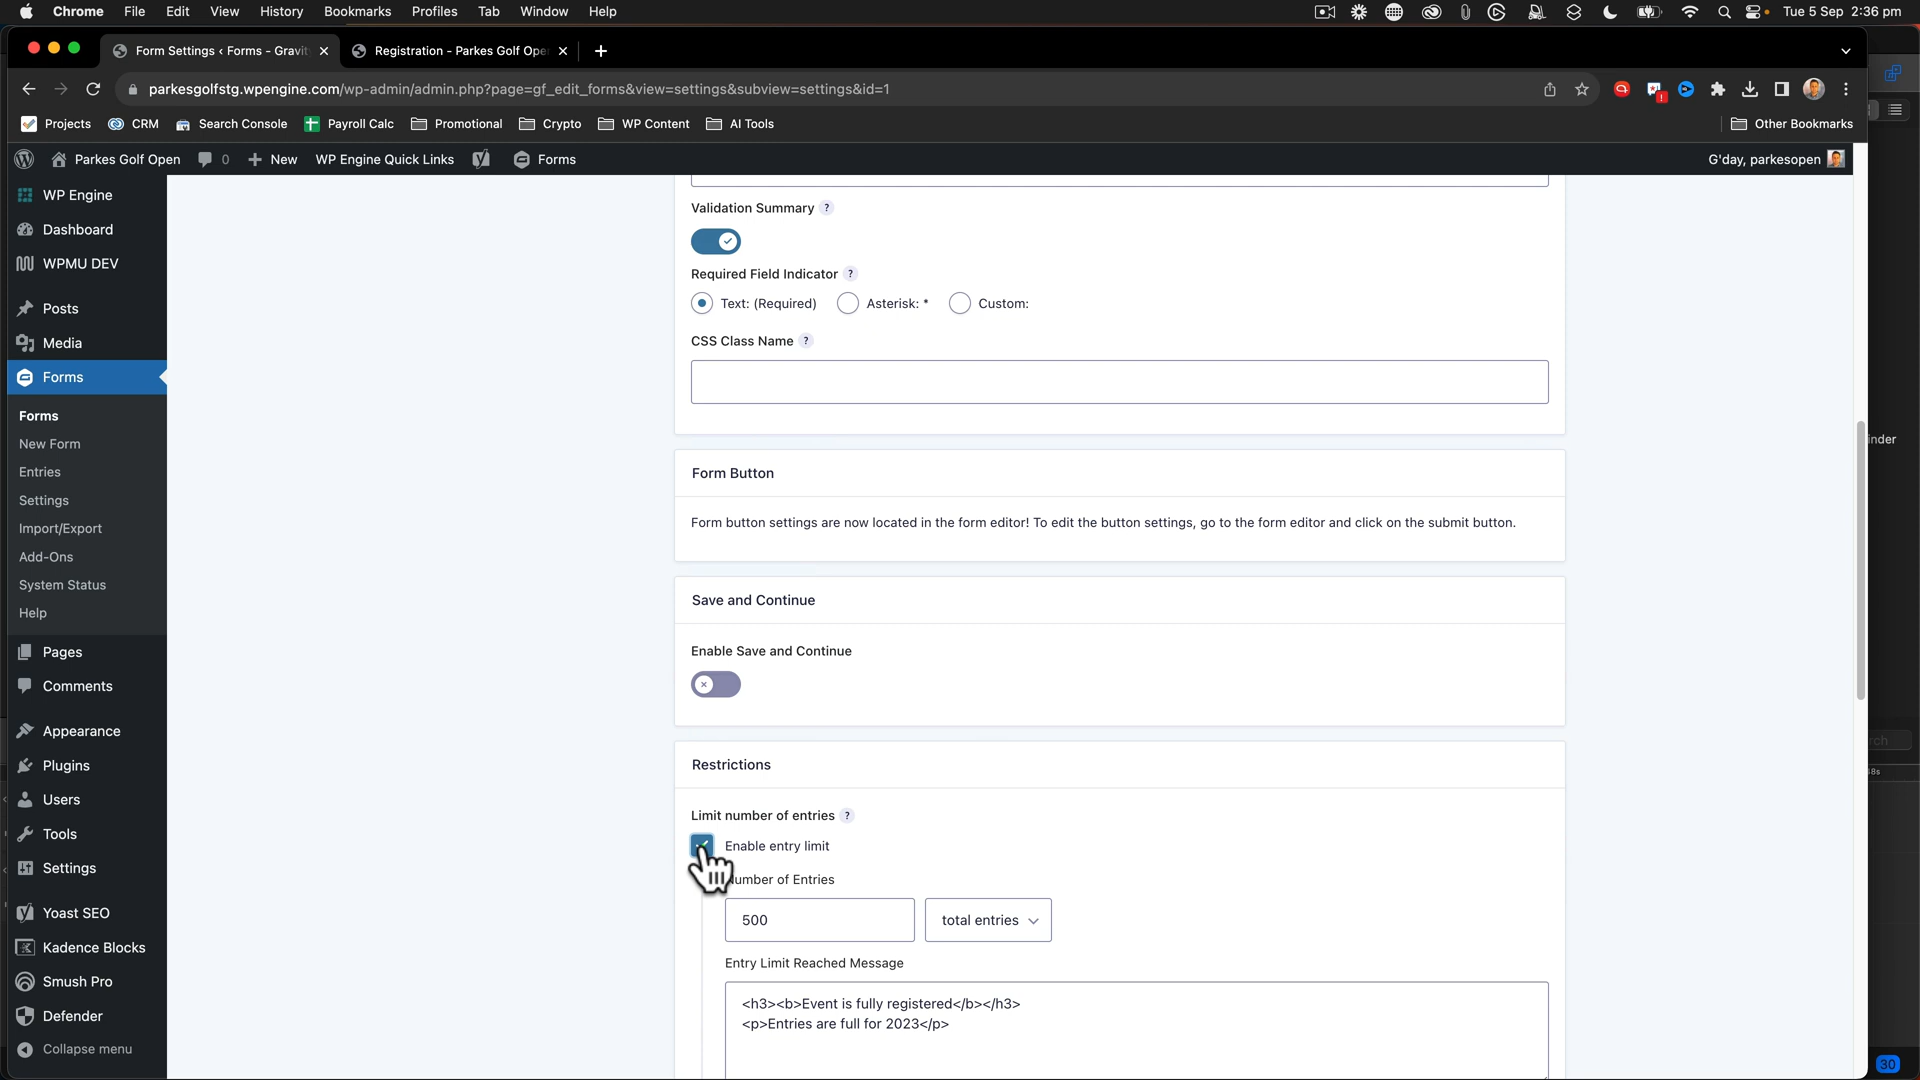 Chrome File Edit View History Bookmarks Profiles Tab Window Help Tue 5 Sep 2:36 pm
Form Settings ‹ Forms - Gravit Registration - Parkes Golf Ope
parkesgolfstg.wpengine.com/wp-admin/admin.php?page=gf_edit_forms&view=settings&subview=settings&id=1
Projects CRM Search Console Payroll Calc Promotional Crypto WP Content AI Tools Other Bookmarks
Parkes Golf Open 0 New WP Engine Quick Links Forms G'day, parkesopen
WP Engine
Dashboard
WPMU DEV
Posts
Media
Forms
Forms
New Form
Entries
Settings
Import/Export
Add-Ons
System Status
Help
Pages
Comments
Appearance
Plugins
Users
Tools
Settings
Yoast SEO
Kadence Blocks
Smush Pro
Defender
Collapse menu
Validation Summary ?
Required Field Indicator ?
Text: (Required) Asterisk: * Custom:
CSS Class Name ?
Form Button
Form button settings are now located in the form editor! To edit the button settings, go to the form editor and click on the submit button.
Save and Continue
Enable Save and Continue
Restrictions
Limit number of entries ?
Enable entry limit
umber of Entries
500 total entries
Entry Limit Reached Message
<h3><b>Event is fully registered</b></h3>
<p>Entries are full for 2023</p>
inder
rch
30